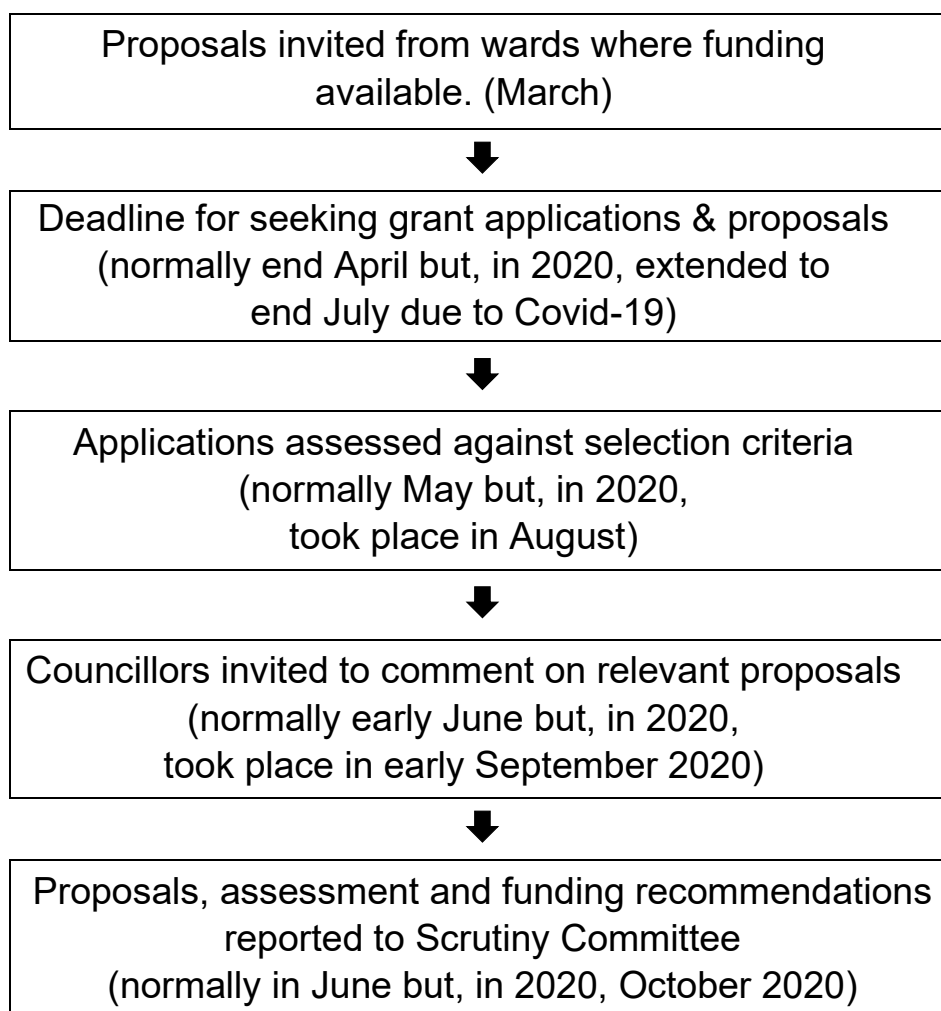 Proposals invited from wards where funding
available. (March)
Deadline for seeking grant applications & proposals
(normally end April but, in 2020, extended to
end July due to Covid-19)
Applications assessed against selection criteria
(normally May but, in 2020,
took place in August)
Councillors invited to comment on relevant proposals
(normally early June but, in 2020,
took place in early September 2020)
Proposals, assessment and funding recommendations
reported to Scrutiny Committee
(normally in June but, in 2020, October 2020)